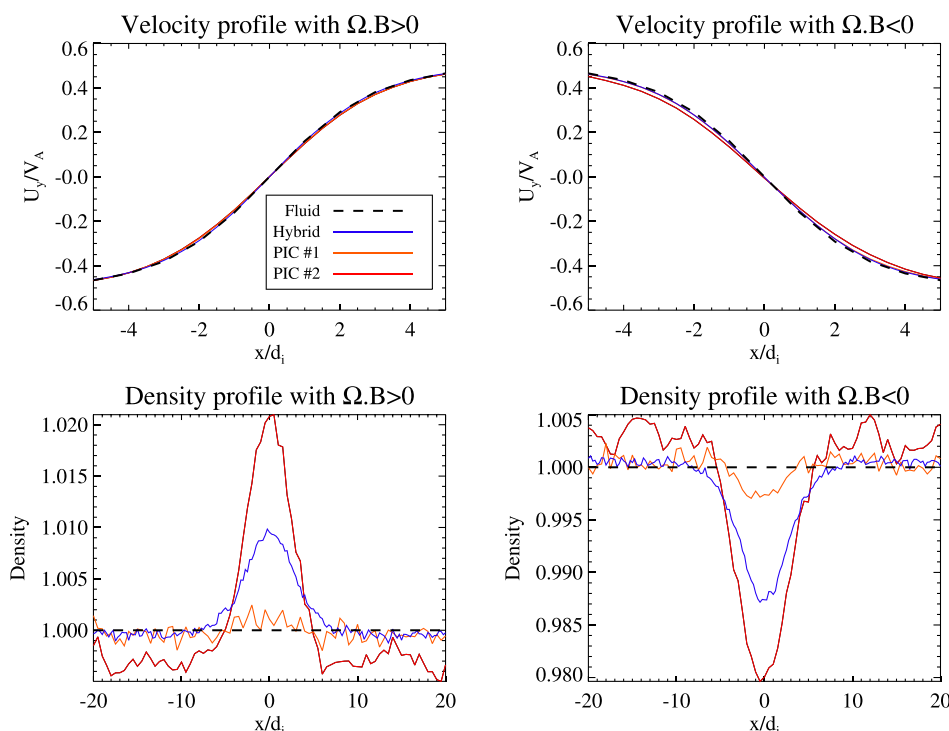 Velocity profile with Ω.B>0
0.6
0.4
0.2
-0.0
-0.2
-0.4
-0.6
U_y/V_A
Fluid
Hybrid
PIC #1
PIC #2
-4 -2 0 2 4
x/d_i
Velocity profile with Ω.B<0
0.6
0.4
0.2
-0.0
-0.2
-0.4
-0.6
U_y/V_A
-4 -2 0 2 4
x/d_i
Density profile with Ω.B>0
1.020
1.015
1.010
1.005
1.000
Density
-20 -10 0 10 20
x/d_i
Density profile with Ω.B<0
1.005
1.000
0.995
0.990
0.985
0.980
Density
-20 -10 0 10 20
x/d_i